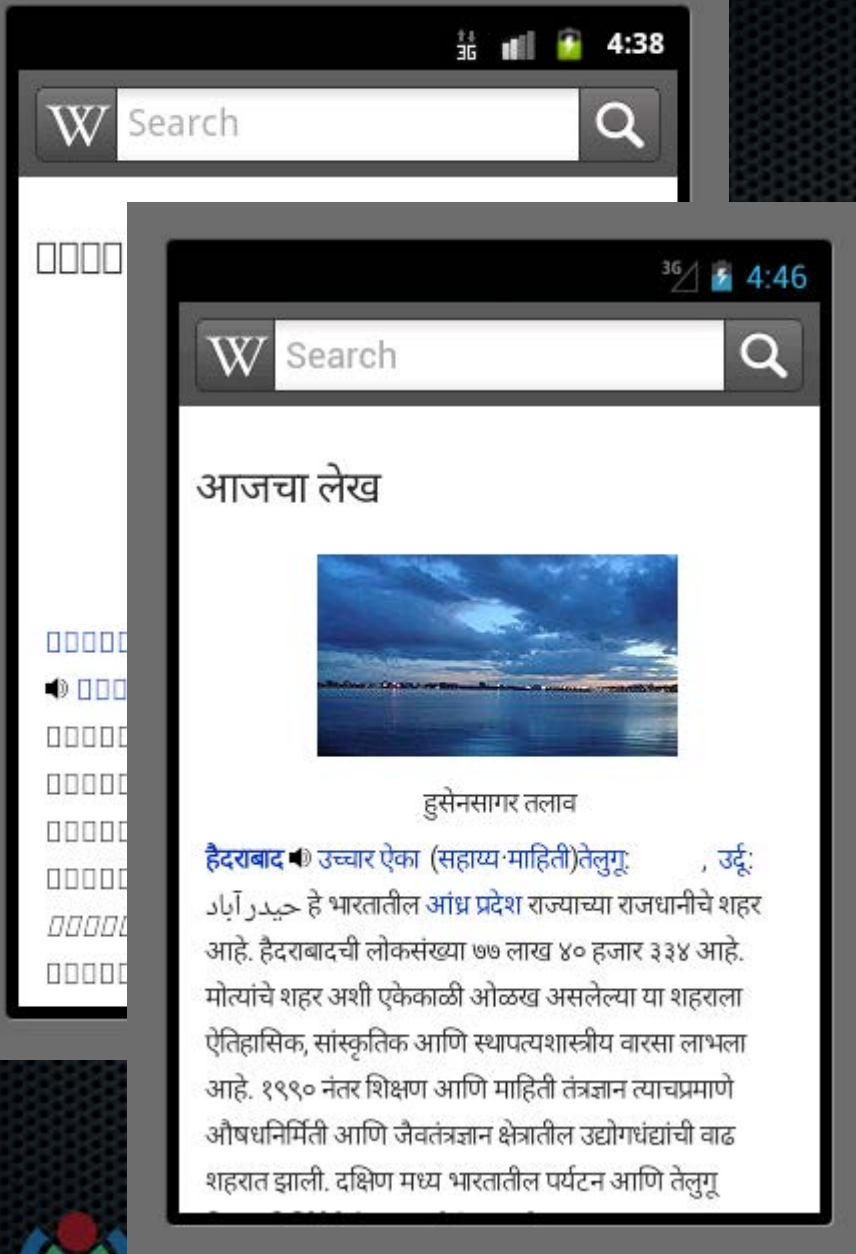 3G 4:38
W Search
3G 4:46
W Search
आजचा लेख
हुसेनसागर तलाव
हैदराबाद उच्चार ऐका (सहाय्य·माहिती)तेलुगू: , उर्दू:
حیدر آباد हे भारतातील आंध्र प्रदेश राज्याच्या राजधानीचे शहर
आहे. हैदराबादची लोकसंख्या ७७ लाख ४० हजार ३३४ आहे.
मोत्यांचे शहर अशी एकेकाळी ओळख असलेल्या या शहराला
ऐतिहासिक, सांस्कृतिक आणि स्थापत्यशास्त्रीय वारसा लाभला
आहे. १९९० नंतर शिक्षण आणि माहिती तंत्रज्ञान त्याचप्रमाणे
औषधनिर्मिती आणि जैवतंत्रज्ञान क्षेत्रातील उद्योगधंद्यांची वाढ
शहरात झाली. दक्षिण मध्य भारतातील पर्यटन आणि तेलुगू